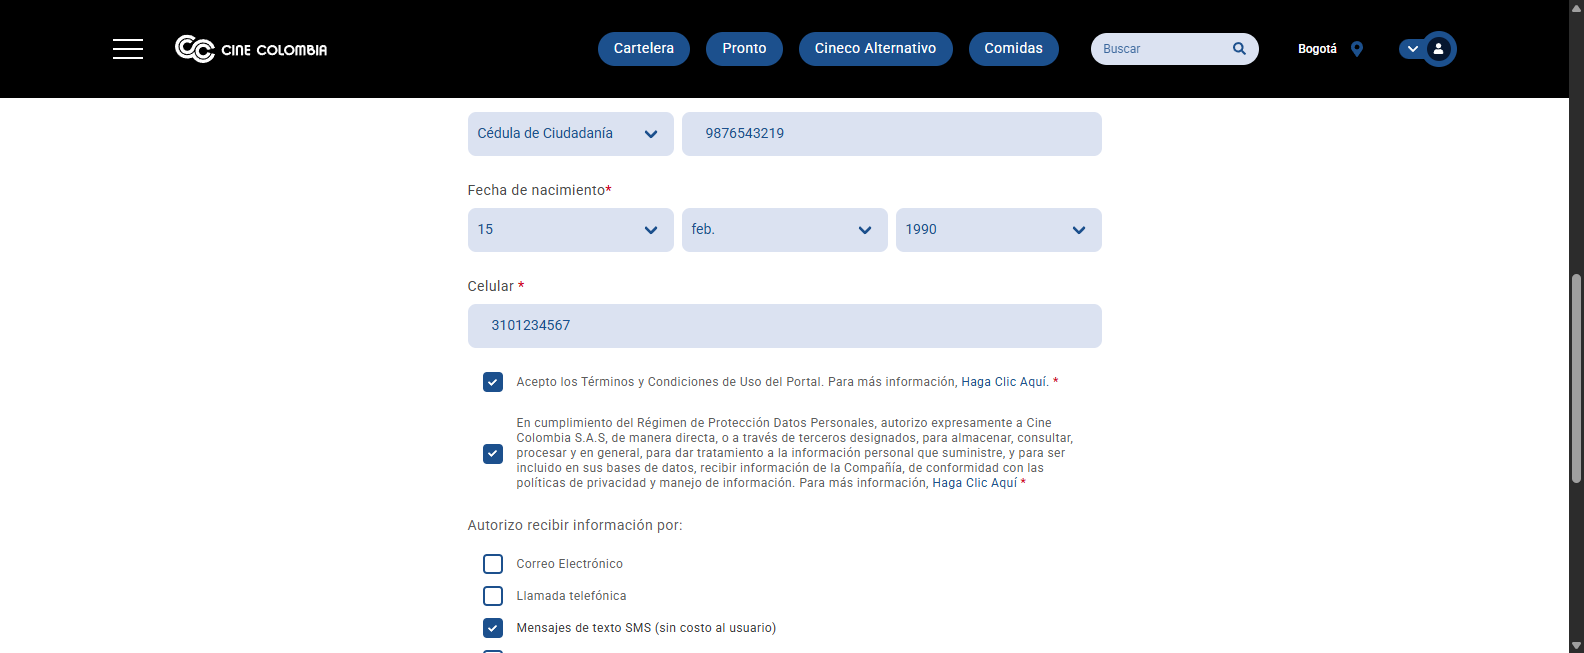 CINE COLOMBIA
Cartelera
Pronto
Cineco Alternativo
Comidas
Buscar
Bogotá
Cédula de Ciudadanía
9876543219
Fecha de nacimiento*
15
feb.
1990
Celular *
3101234567
Acepto los Términos y Condiciones de Uso del Portal. Para más información, Haga Clic Aquí. *
En cumplimiento del Régimen de Protección Datos Personales, autorizo expresamente a Cine
Colombia S.A.S, de manera directa, o a través de terceros designados, para almacenar, consultar,
procesar y en general, para dar tratamiento a la información personal que suministre, y para ser
incluido en sus bases de datos, recibir información de la Compañía, de conformidad con las
políticas de privacidad y manejo de información. Para más información, Haga Clic Aquí *
Autorizo recibir información por:
Correo Electrónico
Llamada telefónica
Mensajes de texto SMS (sin costo al usuario)